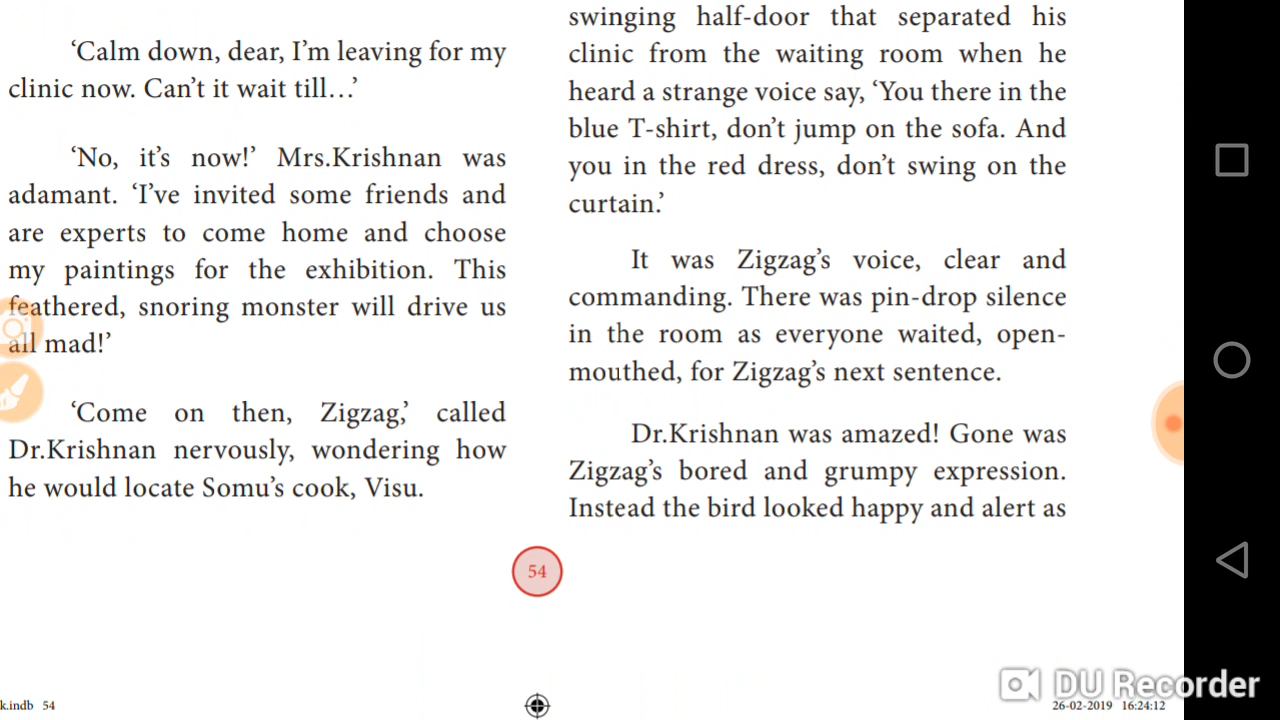 ‘Calm down, dear, I’m leaving for my
clinic now. Can’t it wait till…’
‘No, it’s now!’ Mrs.Krishnan was
adamant. ‘I’ve invited some friends and
are experts to come home and choose
my paintings for the exhibition. This
feathered, snoring monster will drive us
all mad!’
‘Come on then, Zigzag,’ called
Dr.Krishnan nervously, wondering how
he would locate Somu’s cook, Visu.
swinging half-door that separated his
clinic from the waiting room when he
heard a strange voice say, ‘You there in the
blue T-shirt, don’t jump on the sofa. And
you in the red dress, don’t swing on the
curtain.’
It was Zigzag’s voice, clear and
commanding. There was pin-drop silence
in the room as everyone waited, open-
mouthed, for Zigzag’s next sentence.
Dr.Krishnan was amazed! Gone was
Zigzag’s bored and grumpy expression.
Instead the bird looked happy and alert as
54
k.indb 54
26-02-2019 16:24:12
DU Recorder